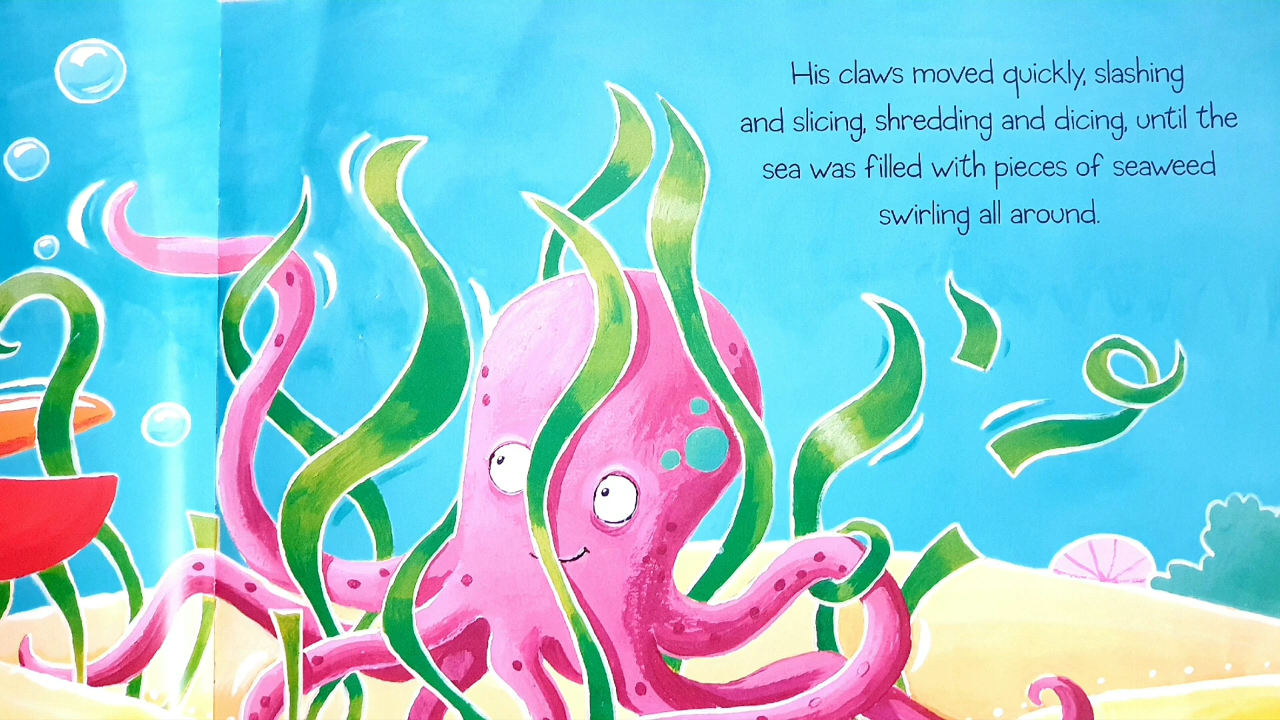 His claws moved quickly, slashing
and slicing, shredding and dicing, until the
sea was filled with pieces of seaweed
swirling all around.